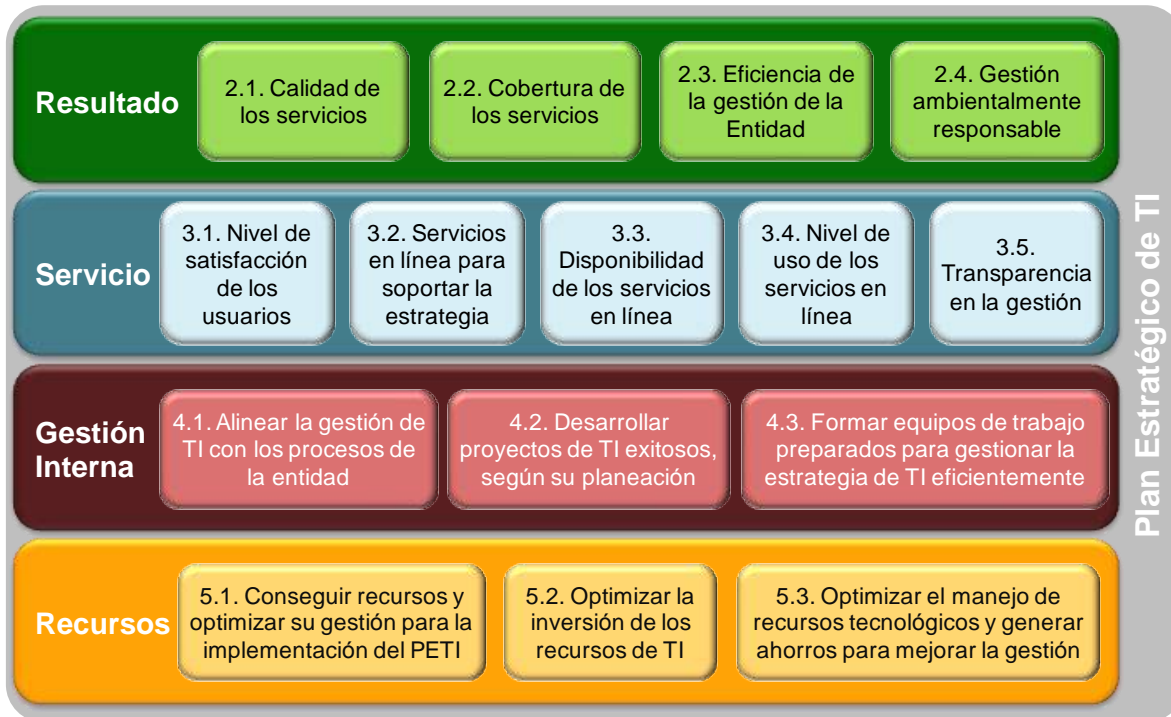 Resultado
2.1. Calidad de
los servicios
2.2. Cobertura de
los servicios
2.3. Eficiencia de
la gestión de la
Entidad
2.4. Gestión
ambientalmente
responsable
Servicio
3.1. Nivel de
satisfacción
de los
usuarios
3.2. Servicios
en línea para
soportar la
estrategia
3.3.
Disponibilidad
de los servicios
en línea
3.4. Nivel de
uso de los
servicios en
línea
3.5.
Transparencia
en la gestión
Gestión
Interna
4.1. Alinear la gestión de
TI con los procesos de
la entidad
4.2. Desarrollar
proyectos de TI exitosos,
según su planeación
4.3. Formar equipos de trabajo
preparados para gestionar la
estrategia de TI eficientemente
Recursos
5.1. Conseguir recursos y
optimizar su gestión para la
implementación del PETI
5.2. Optimizar la
inversión de los
recursos de TI
5.3. Optimizar el manejo de
recursos tecnológicos y generar
ahorros para mejorar la gestión
Plan Estratégico de TI